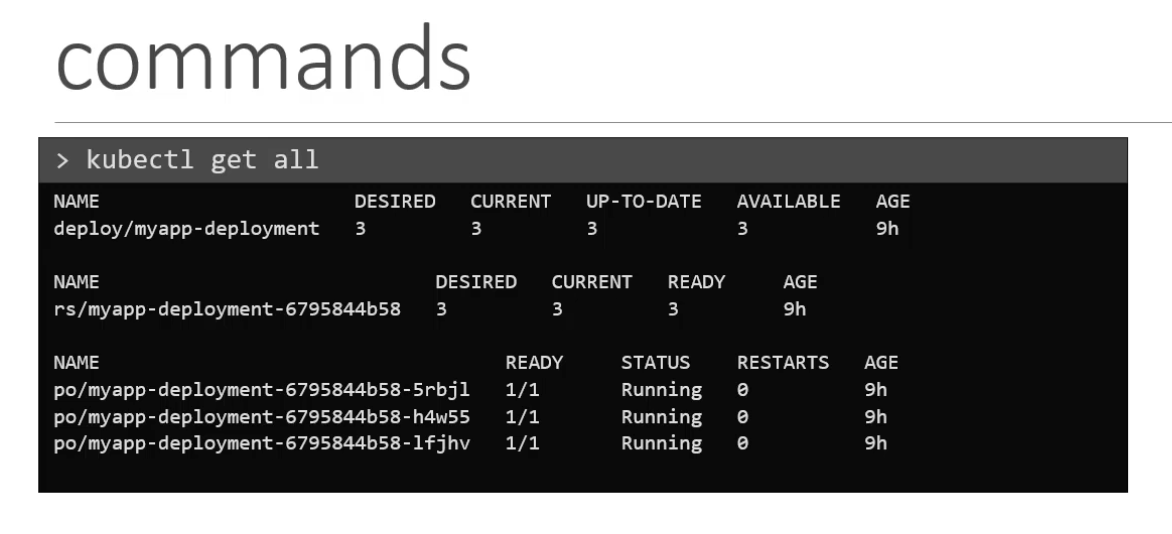 commands
> kubectl get all
NAME DESIRED CURRENT UP-TO-DATE AVAILABLE AGE
deploy/myapp-deployment 3 3 3 3 9h
NAME DESIRED CURRENT READY AGE
rs/myapp-deployment-6795844b58 3 3 3 9h
NAME READY STATUS RESTARTS AGE
po/myapp-deployment-6795844b58-5rbjl 1/1 Running 0 9h
po/myapp-deployment-6795844b58-h4w55 1/1 Running 0 9h
po/myapp-deployment-6795844b58-lfjhv 1/1 Running 0 9h